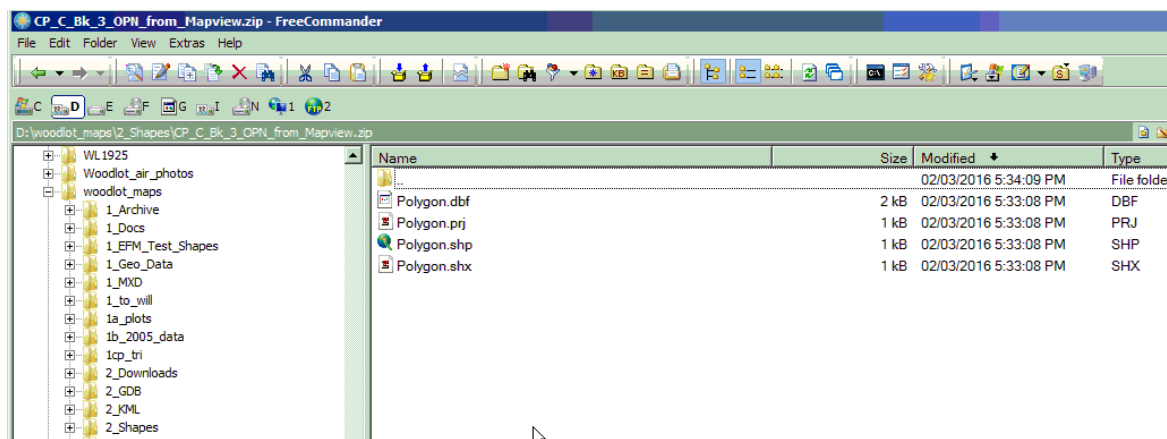 CP_C_Bk_3_OPN_from_Mapview.zip - FreeCommander
File Edit Folder View Extras Help
C D E F G I N 1 2
D:\woodlot_maps\2_Shapes\CP_C_Bk_3_OPN_from_Mapview.zip
WL1925
Woodlot_air_photos
woodlot_maps
1_Archive
1_Docs
1_EFM_Test_Shapes
1_Geo_Data
1_MXD
1_to_will
1a_plots
1b_2005_data
1cp_tri
2_Downloads
2_GDB
2_KML
2_Shapes
Name Size Modified Type
.. 02/03/2016 5:34:09 PM File folde
Polygon.dbf 2 kB 02/03/2016 5:33:08 PM DBF
Polygon.prj 1 kB 02/03/2016 5:33:08 PM PRJ
Polygon.shp 1 kB 02/03/2016 5:33:08 PM SHP
Polygon.shx 1 kB 02/03/2016 5:33:08 PM SHX